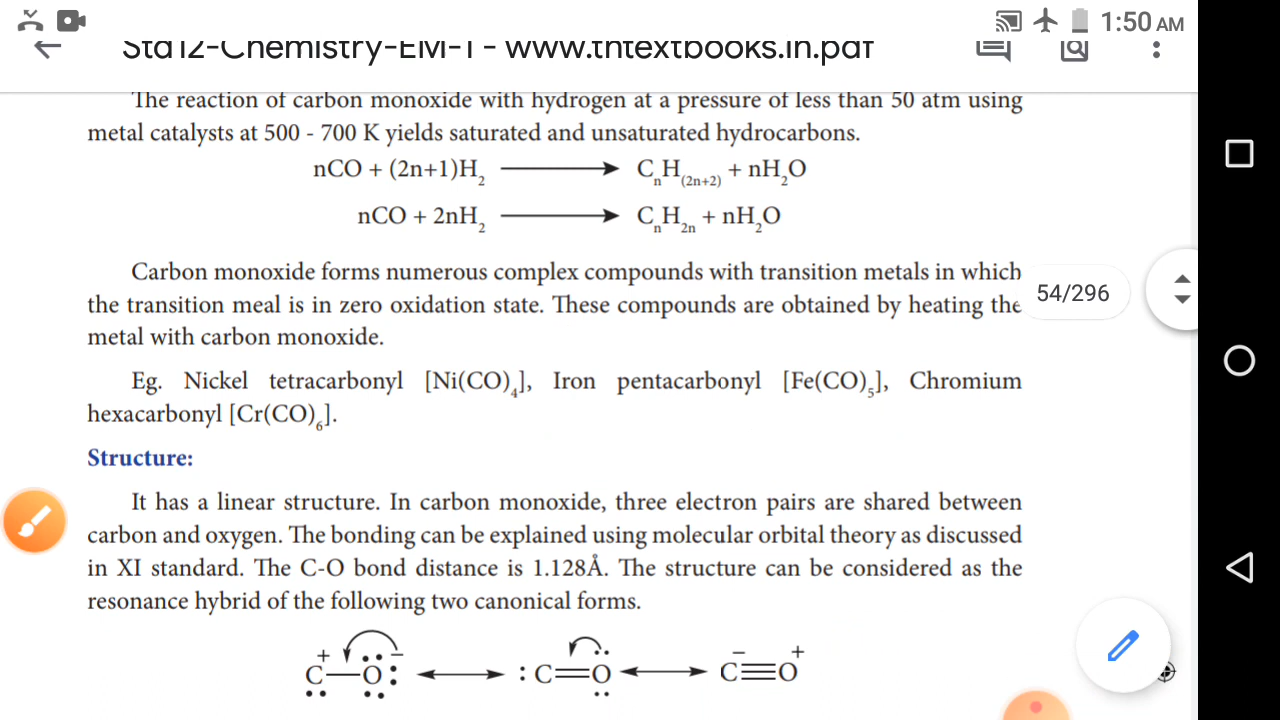 1:50 AM
Std12-Chemistry-EM-1 - www.tntextbooks.in.pdf
The reaction of carbon monoxide with hydrogen at a pressure of less than 50 atm using
metal catalysts at 500 - 700 K yields saturated and unsaturated hydrocarbons.
nCO + (2n+1)H₂ ⟶ CₙH₍₂ₙ₊₂₎ + nH₂O
nCO + 2nH₂ ⟶ CₙH₂ₙ + nH₂O
Carbon monoxide forms numerous complex compounds with transition metals in which
the transition meal is in zero oxidation state. These compounds are obtained by heating the
54/296
metal with carbon monoxide.
Eg. Nickel tetracarbonyl [Ni(CO)₄], Iron pentacarbonyl [Fe(CO)₅], Chromium
hexacarbonyl [Cr(CO)₆].
Structure:
It has a linear structure. In carbon monoxide, three electron pairs are shared between
carbon and oxygen. The bonding can be explained using molecular orbital theory as discussed
in XI standard. The C-O bond distance is 1.128Å. The structure can be considered as the
resonance hybrid of the following two canonical forms.
C⁺—O⁻ ⟷ :C=O ⟷ C⁻≡O⁺